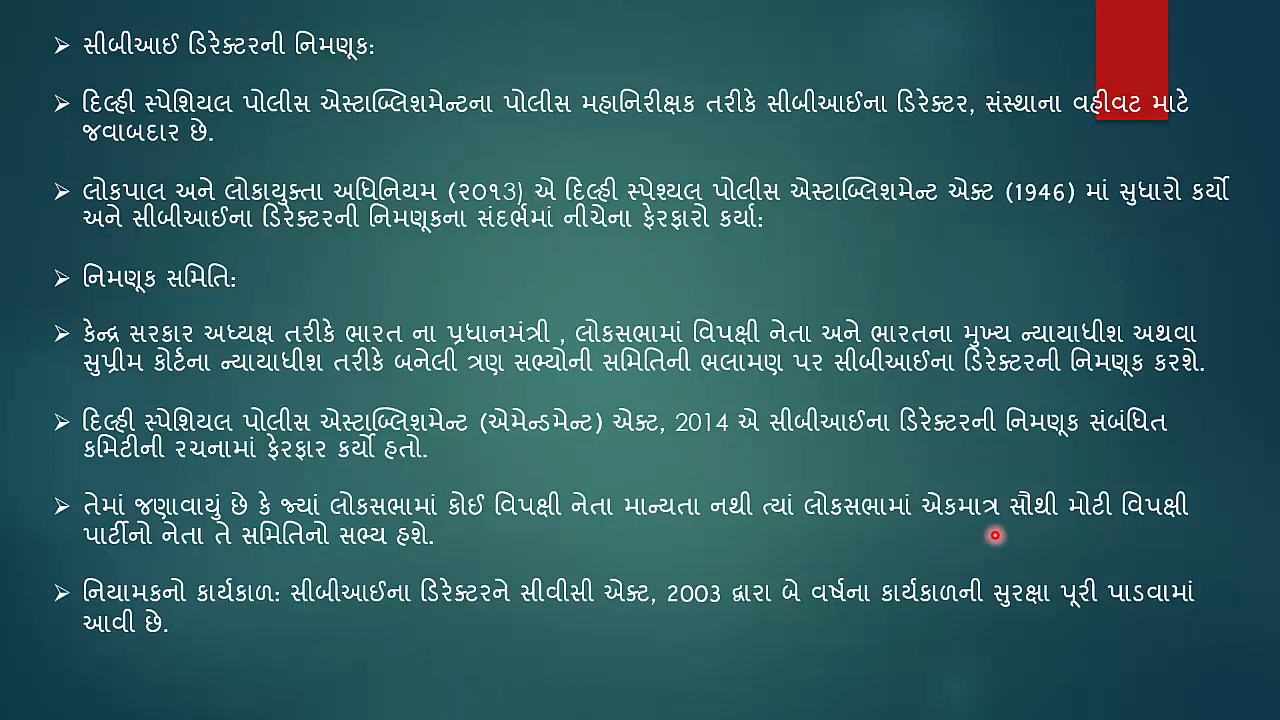 ➢ સીબીઆઈ ડિરેક્ટરની નિમણૂક:
➢ દિલ્હી સ્પેશિયલ પોલીસ એસ્ટાબ્લિશમેન્ટના પોલીસ મહાનિરીક્ષક તરીકે સીબીઆઈના ડિરેક્ટર, સંસ્થાના વહીવટ માટે
જવાબદાર છે.
➢ લોકપાલ અને લોકાયુક્તા અધિનિયમ (૨૦૧3) એ દિલ્હી સ્પેશ્યલ પોલીસ એસ્ટાબ્લિશમેન્ટ એક્ટ (1946) માં સુધારો કર્યો
અને સીબીઆઈના ડિરેક્ટરની નિમણૂકના સંદર્ભમાં નીચેના ફેરફારો કર્યા:
➢ નિમણૂક સમિતિ:
➢ કેન્દ્ર સરકાર અધ્યક્ષ તરીકે ભારત ના પ્રધાનમંત્રી , લોકસભામાં વિપક્ષી નેતા અને ભારતના મુખ્ય ન્યાયાધીશ અથવા
સુપ્રીમ કોર્ટના ન્યાયાધીશ તરીકે બનેલી ત્રણ સભ્યોની સમિતિની ભલામણ પર સીબીઆઈના ડિરેક્ટરની નિમણૂક કરશે.
➢ દિલ્હી સ્પેશિયલ પોલીસ એસ્ટાબ્લિશમેન્ટ (એમેન્ડમેન્ટ) એક્ટ, 2014 એ સીબીઆઈના ડિરેક્ટરની નિમણૂક સંબંધિત
કમિટીની રચનામાં ફેરફાર કર્યો હતો.
➢ તેમાં જણાવાયું છે કે જ્યાં લોકસભામાં કોઈ વિપક્ષી નેતા માન્યતા નથી ત્યાં લોકસભામાં એકમાત્ર સૌથી મોટી વિપક્ષી
પાર્ટીનો નેતા તે સમિતિનો સભ્ય હશે.
➢ નિયામકનો કાર્યકાળ: સીબીઆઈના ડિરેક્ટરને સીવીસી એક્ટ, 2003 દ્વારા બે વર્ષના કાર્યકાળની સુરક્ષા પૂરી પાડવામાં
આવી છે.